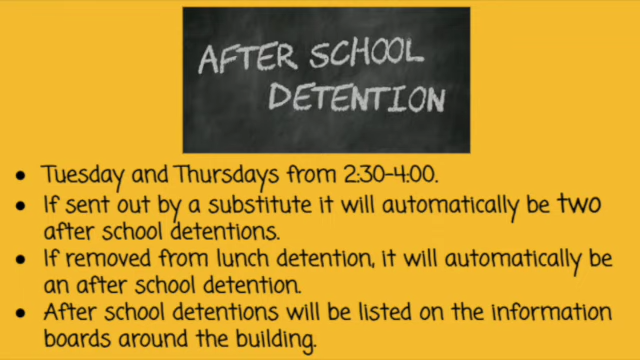 AFTER SCHOOL
DETENTION
• Tuesday and Thursdays from 2:30-4:00.
• If sent out by a substitute it will automatically be two
after school detentions.
• If removed from lunch detention, it will automatically be
an after school detention.
• After school detentions will be listed on the information
boards around the building.